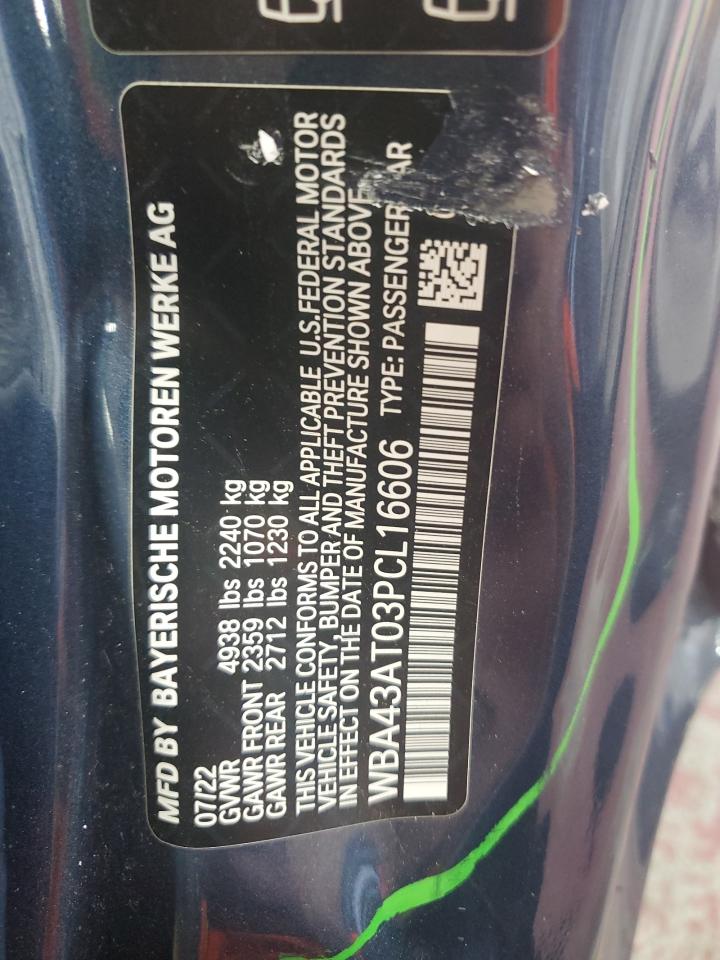 MFD BY BAYERISCHE MOTOREN WERKE AG
07/22
GVWR 4938 lbs 2240 kg
GAWR FRONT 2359 lbs 1070 kg
GAWR REAR 2712 lbs 1230 kg
THIS VEHICLE CONFORMS TO ALL APPLICABLE U.S.FEDERAL MOTOR
VEHICLE SAFETY, BUMPER AND THEFT PREVENTION STANDARDS
IN EFFECT ON THE DATE OF MANUFACTURE SHOWN ABOVE
WBA43AT03PCL16606 TYPE: PASSENGER